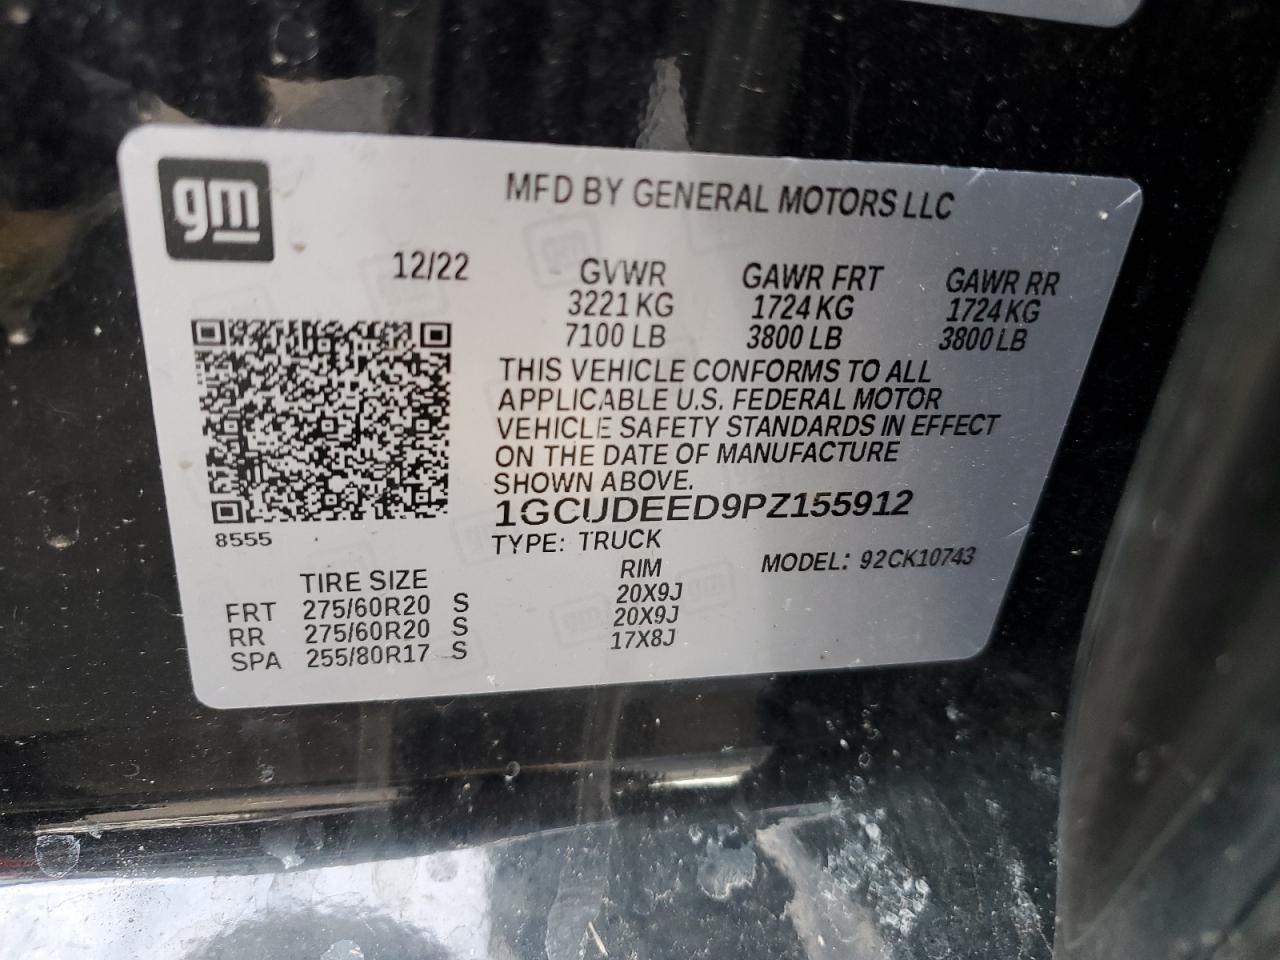 gm
MFD BY GENERAL MOTORS LLC
12/22
GVWR GAWR FRT GAWR RR
3221 KG 1724 KG 1724 KG
7100 LB 3800 LB 3800 LB
THIS VEHICLE CONFORMS TO ALL
APPLICABLE U.S. FEDERAL MOTOR
VEHICLE SAFETY STANDARDS IN EFFECT
ON THE DATE OF MANUFACTURE
SHOWN ABOVE.
1GCUDEED9PZ155912
8555
TYPE: TRUCK
MODEL: 92CK10743
TIRE SIZE RIM
FRT 275/60R20 S 20X9J
RR 275/60R20 S 20X9J
SPA 255/80R17 S 17X8J